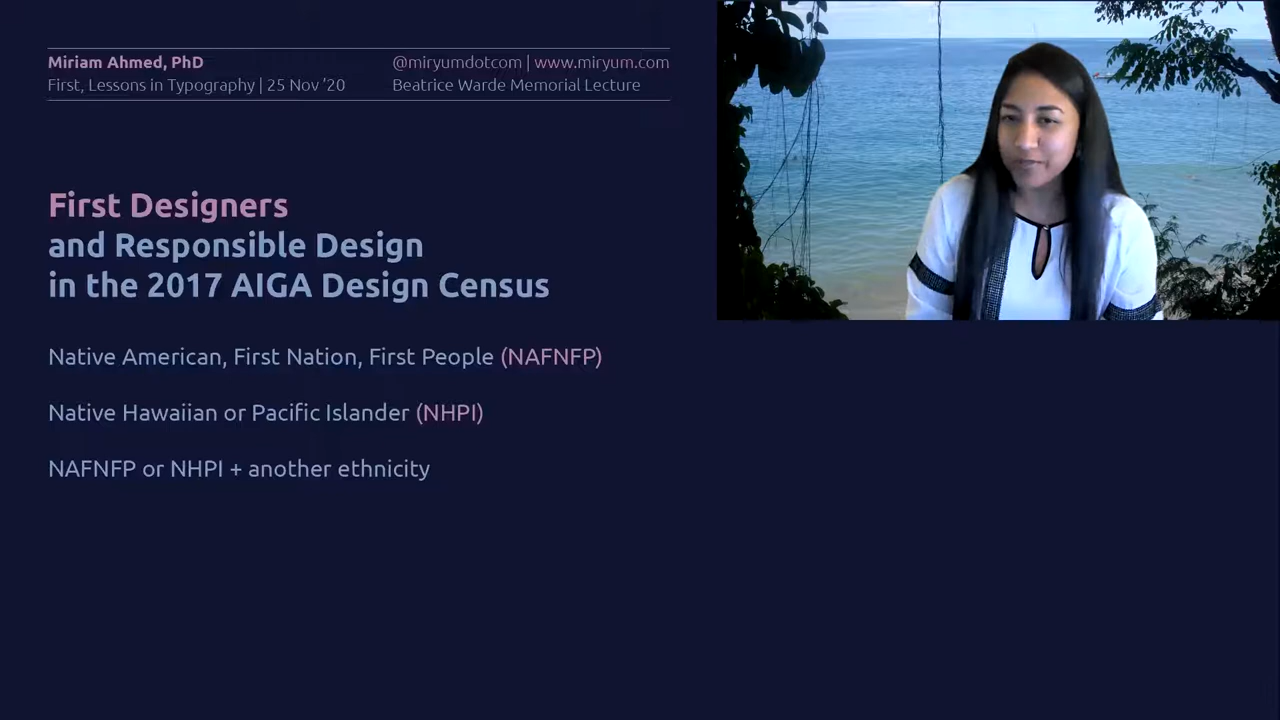 Miriam Ahmed, PhD
First, Lessons in Typography | 25 Nov ’20
@miryumdotcom | www.miryum.com
Beatrice Warde Memorial Lecture
First Designers
and Responsible Design
in the 2017 AIGA Design Census
Native American, First Nation, First People (NAFNFP)
Native Hawaiian or Pacific Islander (NHPI)
NAFNFP or NHPI + another ethnicity